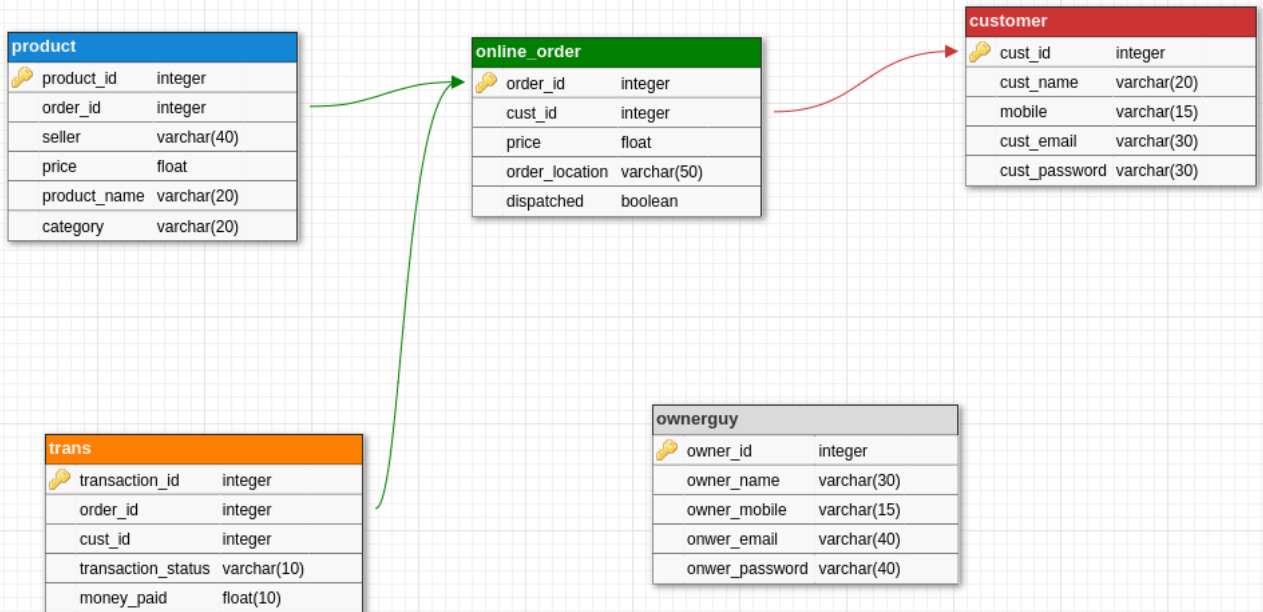 product
product_id integer
order_id integer
seller varchar(40)
price float
product_name varchar(20)
category varchar(20)
online_order
order_id integer
cust_id integer
price float
order_location varchar(50)
dispatched boolean
customer
cust_id integer
cust_name varchar(20)
mobile varchar(15)
cust_email varchar(30)
cust_password varchar(30)
trans
transaction_id integer
order_id integer
cust_id integer
transaction_status varchar(10)
money_paid float(10)
ownerguy
owner_id integer
owner_name varchar(30)
owner_mobile varchar(15)
onwer_email varchar(40)
onwer_password varchar(40)